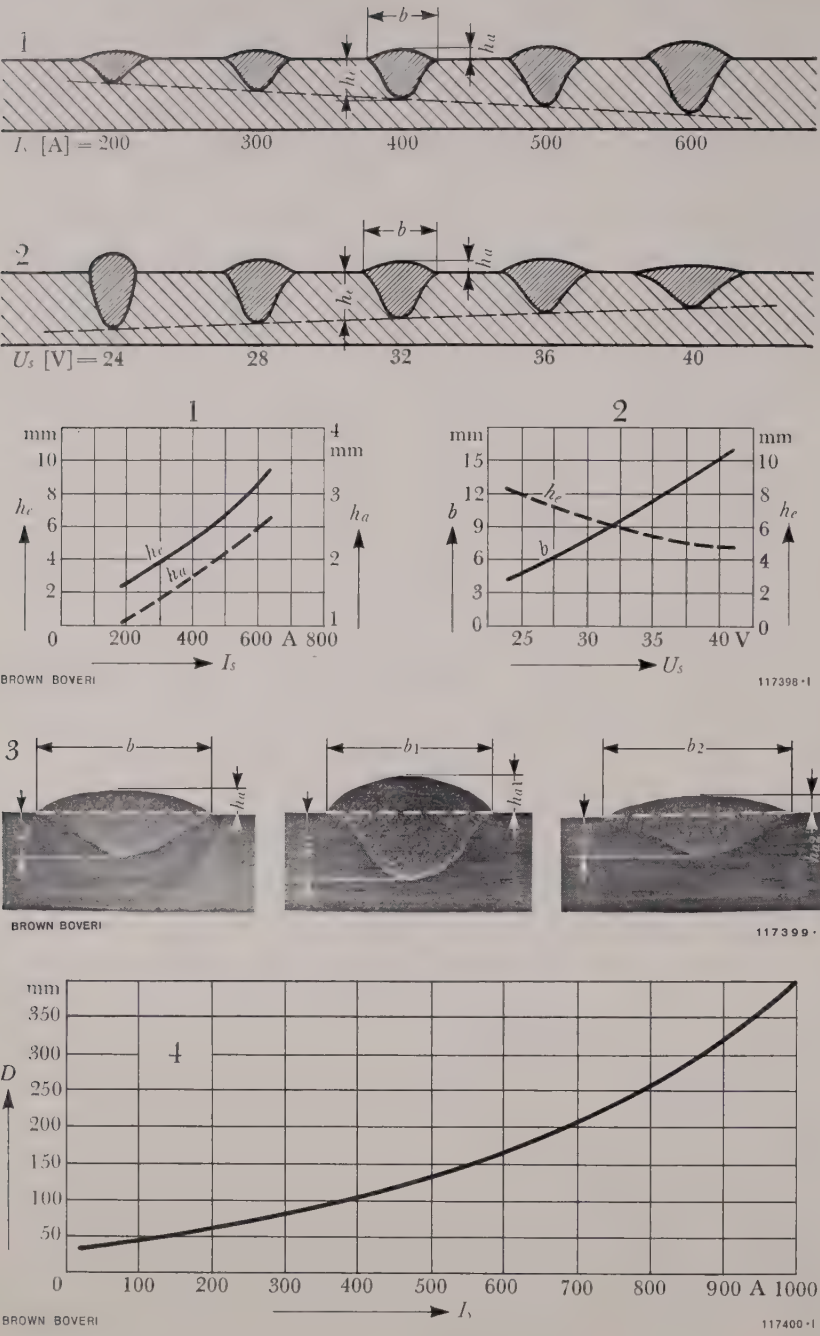 b
1
hₐ
hₑ
Iₛ [A] = 200 300 400 500 600
b
2
hₐ
hₑ
Uₛ [V] = 24 28 32 36 40
1
mm
10
8
6
4
2
hₑ
4
mm
3
2
1
hₐ
hₑ
hₐ
0 200 400 600 A 800
Iₛ
2
mm
15
12
9
6
3
0
b
mm
10
8
6
4
2
0
hₑ
hₑ
b
25 30 35 40 V
Uₛ
BROWN BOVERI
117398·I
3
b
b₁
b₂
hₐ
hₐ₁
BROWN BOVERI
117399·
4
mm
350
300
250
200
150
100
50
D
0 100 200 300 400 500 600 700 800 900 A 1000
Iₛ
BROWN BOVERI
117400·I